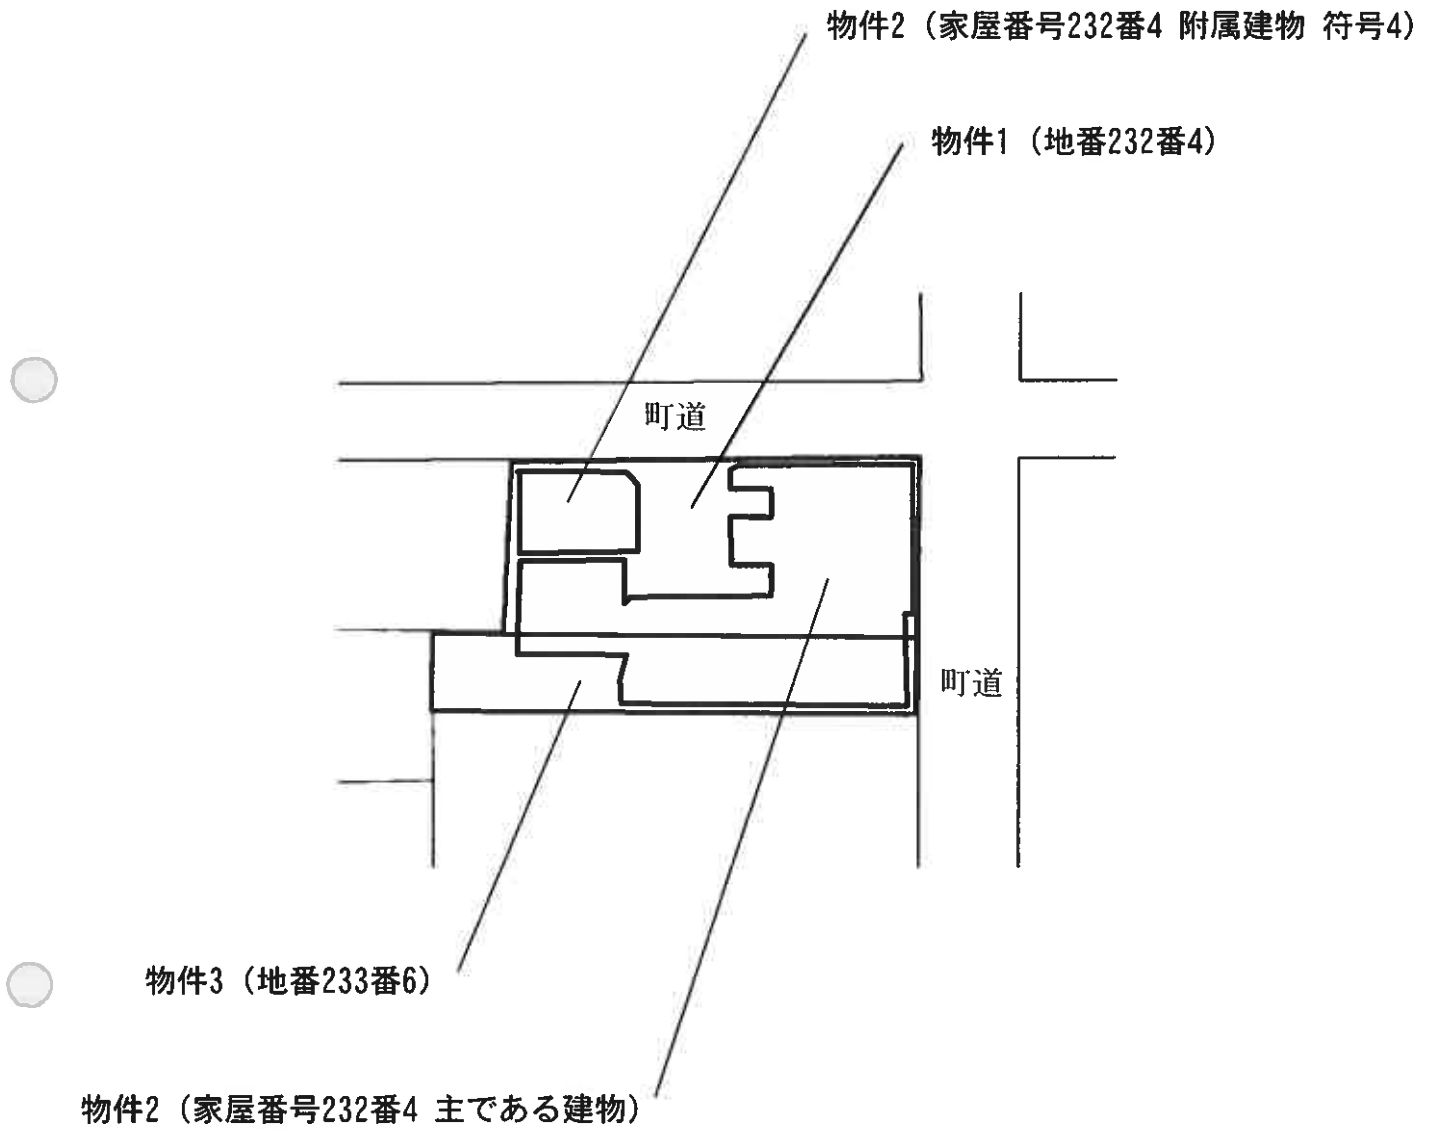 物件2（家屋番号232番4 附属建物 符号4）
物件1（地番232番4）
町道
町道
物件3（地番233番6）
物件2（家屋番号232番4 主である建物）